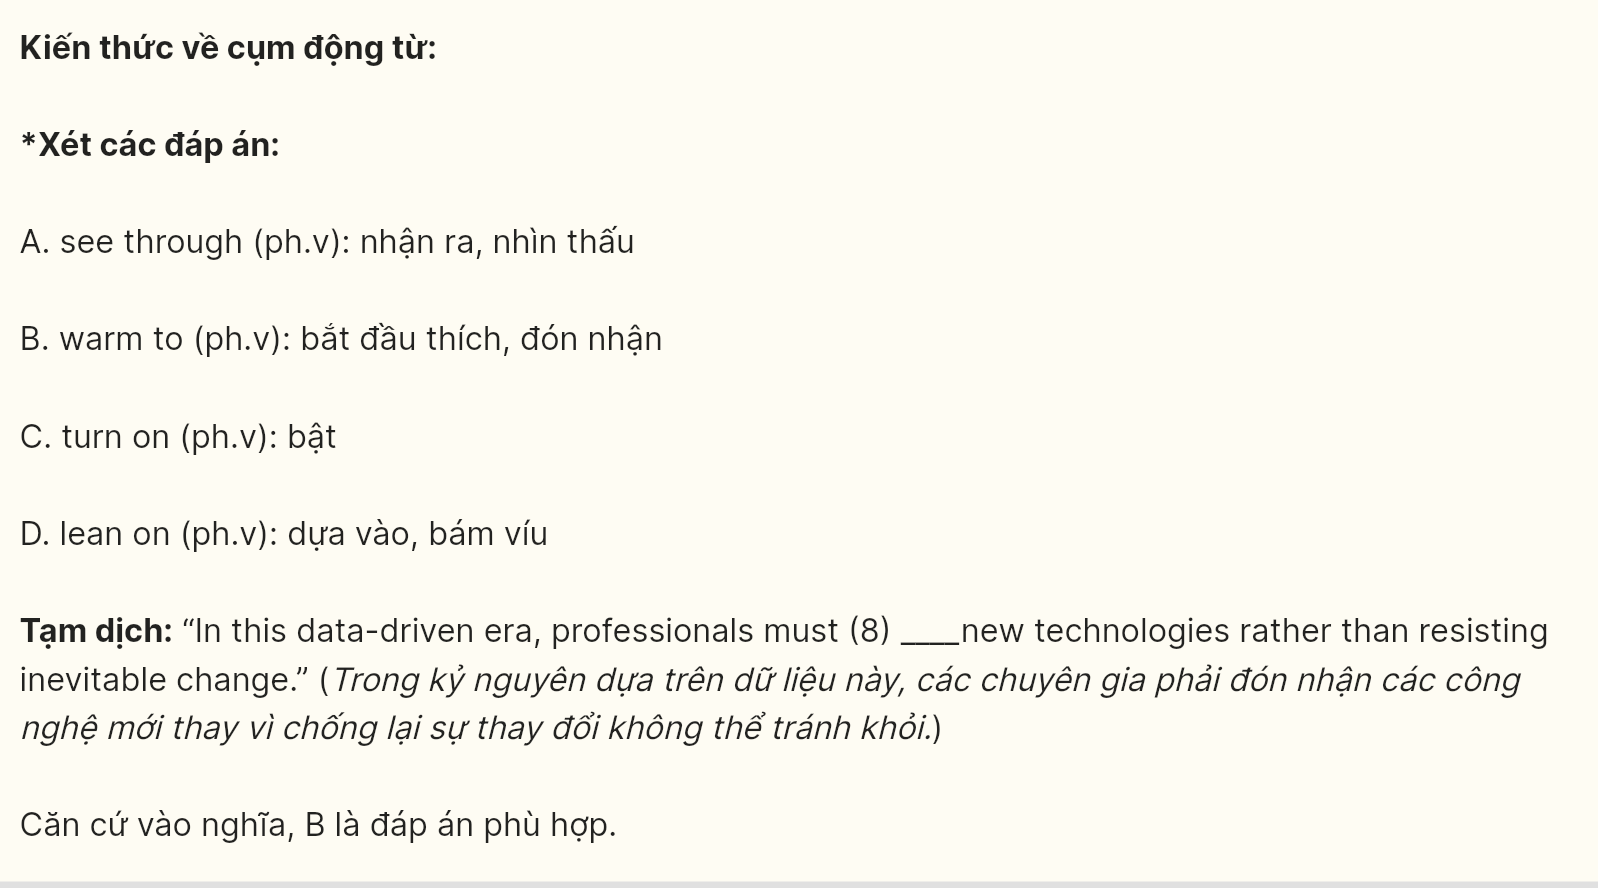 Kiến thức về cụm động từ:
*Xét các đáp án:
A. see through (ph.v): nhận ra, nhìn thấu
B. warm to (ph.v): bắt đầu thích, đón nhận
C. turn on (ph.v): bật
D. lean on (ph.v): dựa vào, bám víu
Tạm dịch: “In this data-driven era, professionals must (8) ____new technologies rather than resisting
inevitable change.” (Trong kỷ nguyên dựa trên dữ liệu này, các chuyên gia phải đón nhận các công
nghệ mới thay vì chống lại sự thay đổi không thể tránh khỏi.)
Căn cứ vào nghĩa, B là đáp án phù hợp.